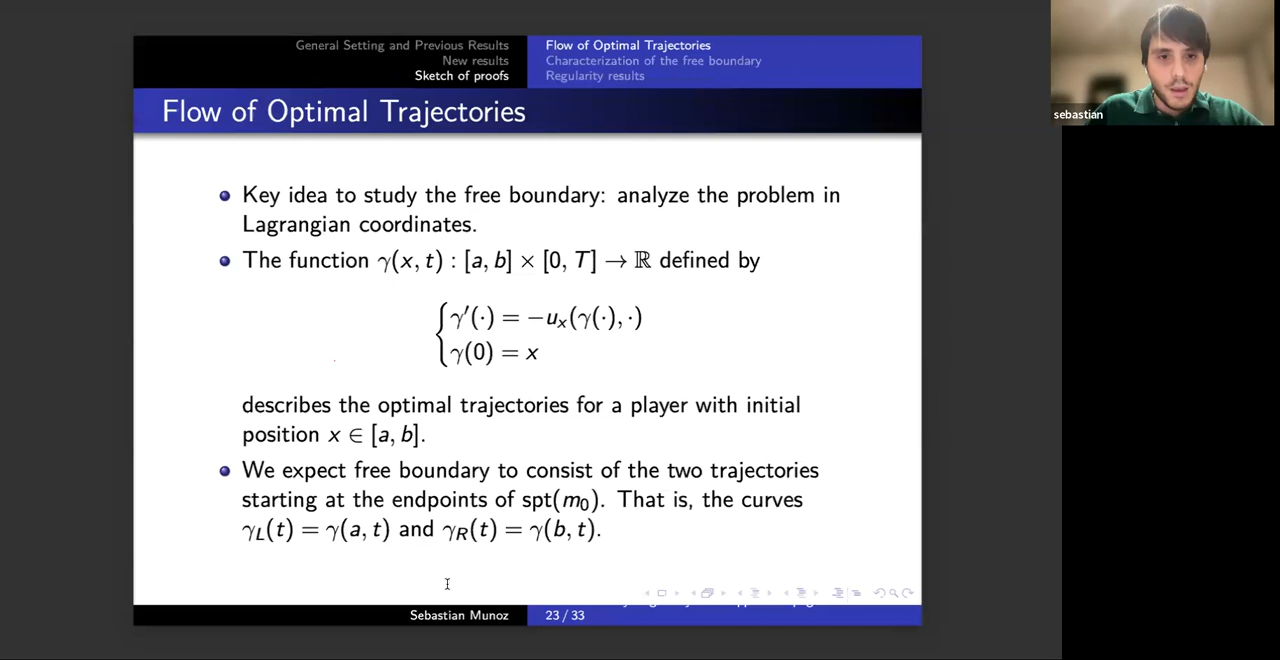 General Setting and Previous Results
New results
Sketch of proofs
Flow of Optimal Trajectories
Characterization of the free boundary
Regularity results
Flow of Optimal Trajectories
Key idea to study the free boundary: analyze the problem in
Lagrangian coordinates.
The function γ(x, t) : [a, b] × [0, T] → ℝ defined by
γ′(·) = −uₓ(γ(·), ·)
γ(0) = x
describes the optimal trajectories for a player with initial
position x ∈ [a, b].
We expect free boundary to consist of the two trajectories
starting at the endpoints of spt(m₀). That is, the curves
γ_L(t) = γ(a, t) and γ_R(t) = γ(b, t).
Sebastian Munoz
23 / 33
sebastian